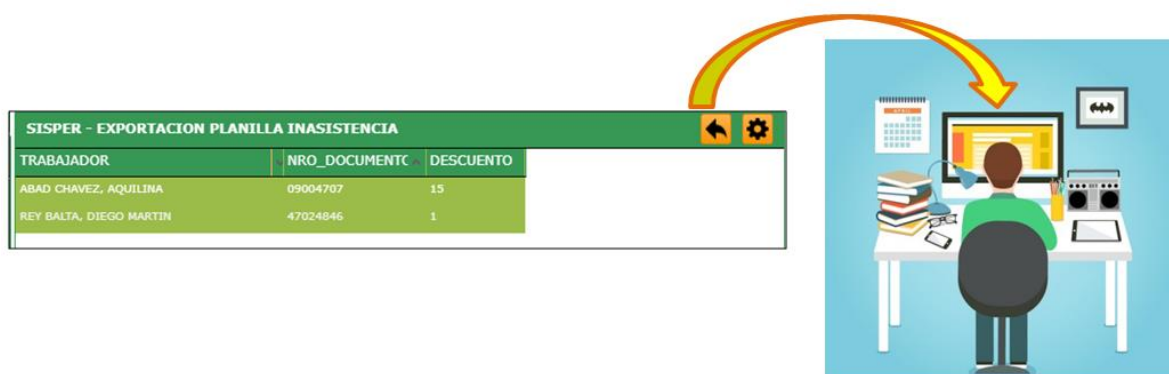 SISPER - EXPORTACION PLANILLA INASISTENCIA
TRABAJADOR NRO_DOCUMENTO DESCUENTO
ABAD CHAVEZ, AQUILINA 09004707 15
REY BALTA, DIEGO MARTIN 47024846 1